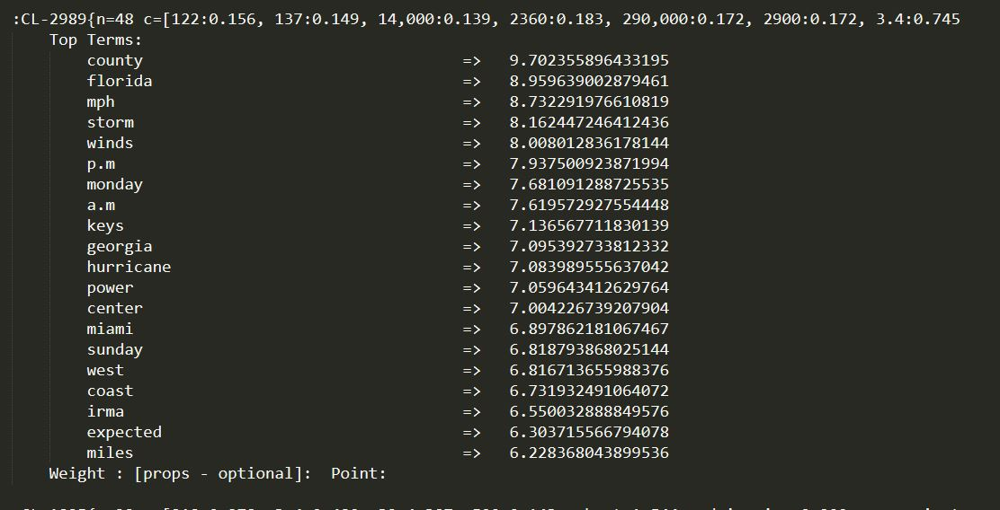 :CL-2989{n=48 c=[122:0.156, 137:0.149, 14,000:0.139, 2360:0.183, 290,000:0.172, 2900:0.172, 3.4:0.745
Top Terms:
county => 9.702355896433195
florida => 8.959639002879461
mph => 8.732291976610819
storm => 8.162447246412436
winds => 8.008012836178144
p.m => 7.937500923871994
monday => 7.681091288725535
a.m => 7.619572927554448
keys => 7.136567711830139
georgia => 7.095392733812332
hurricane => 7.083989555637042
power => 7.059643412629764
center => 7.004226739207904
miami => 6.897862181067467
sunday => 6.818793868025144
west => 6.816713655988376
coast => 6.731932491064072
irma => 6.550032888849576
expected => 6.303715566794078
miles => 6.228368043899536
Weight : [props - optional]: Point: